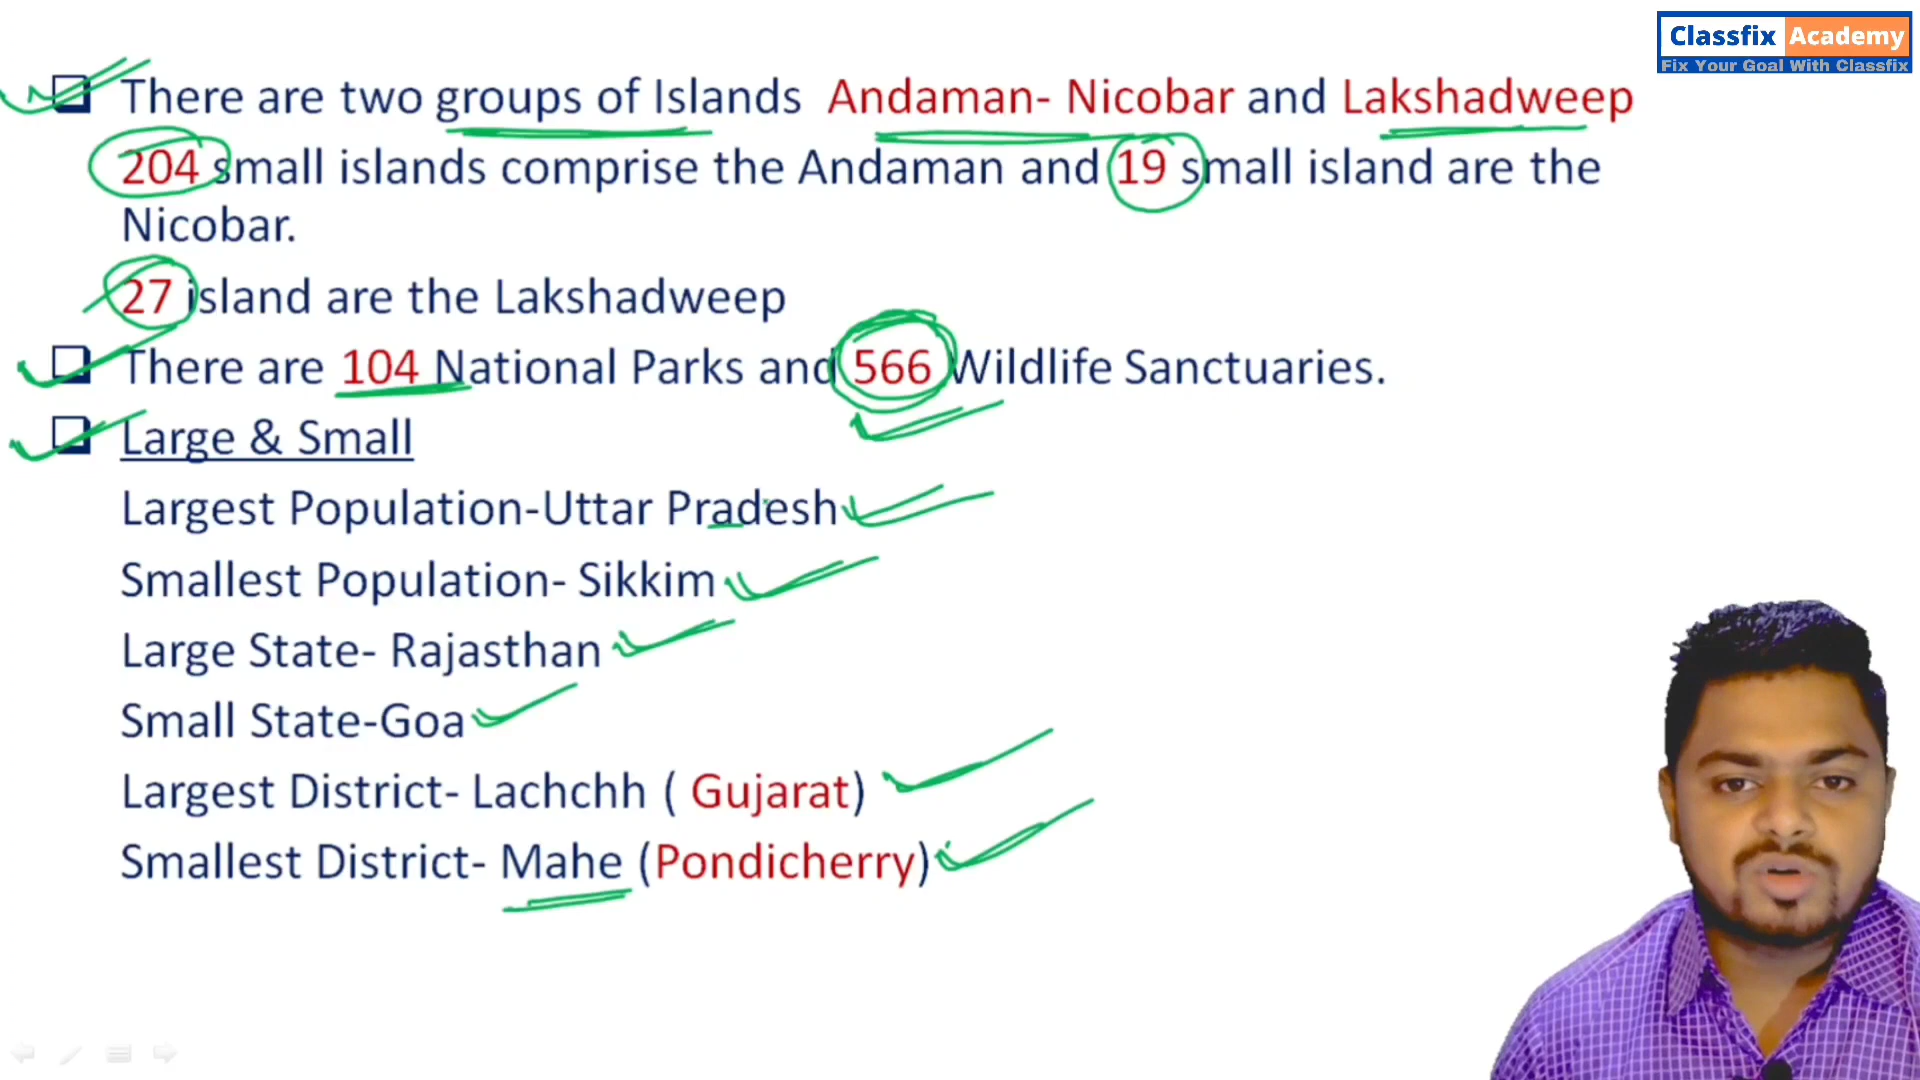 Classfix Academy
Fix Your Goal With Classfix
There are two groups of Islands Andaman- Nicobar and Lakshadweep
204 small islands comprise the Andaman and 19 small island are the
Nicobar.
27 island are the Lakshadweep
There are 104 National Parks and 566 Wildlife Sanctuaries.
Large & Small
Largest Population-Uttar Pradesh
Smallest Population- Sikkim
Large State- Rajasthan
Small State-Goa
Largest District- Lachchh ( Gujarat)
Smallest District- Mahe (Pondicherry)